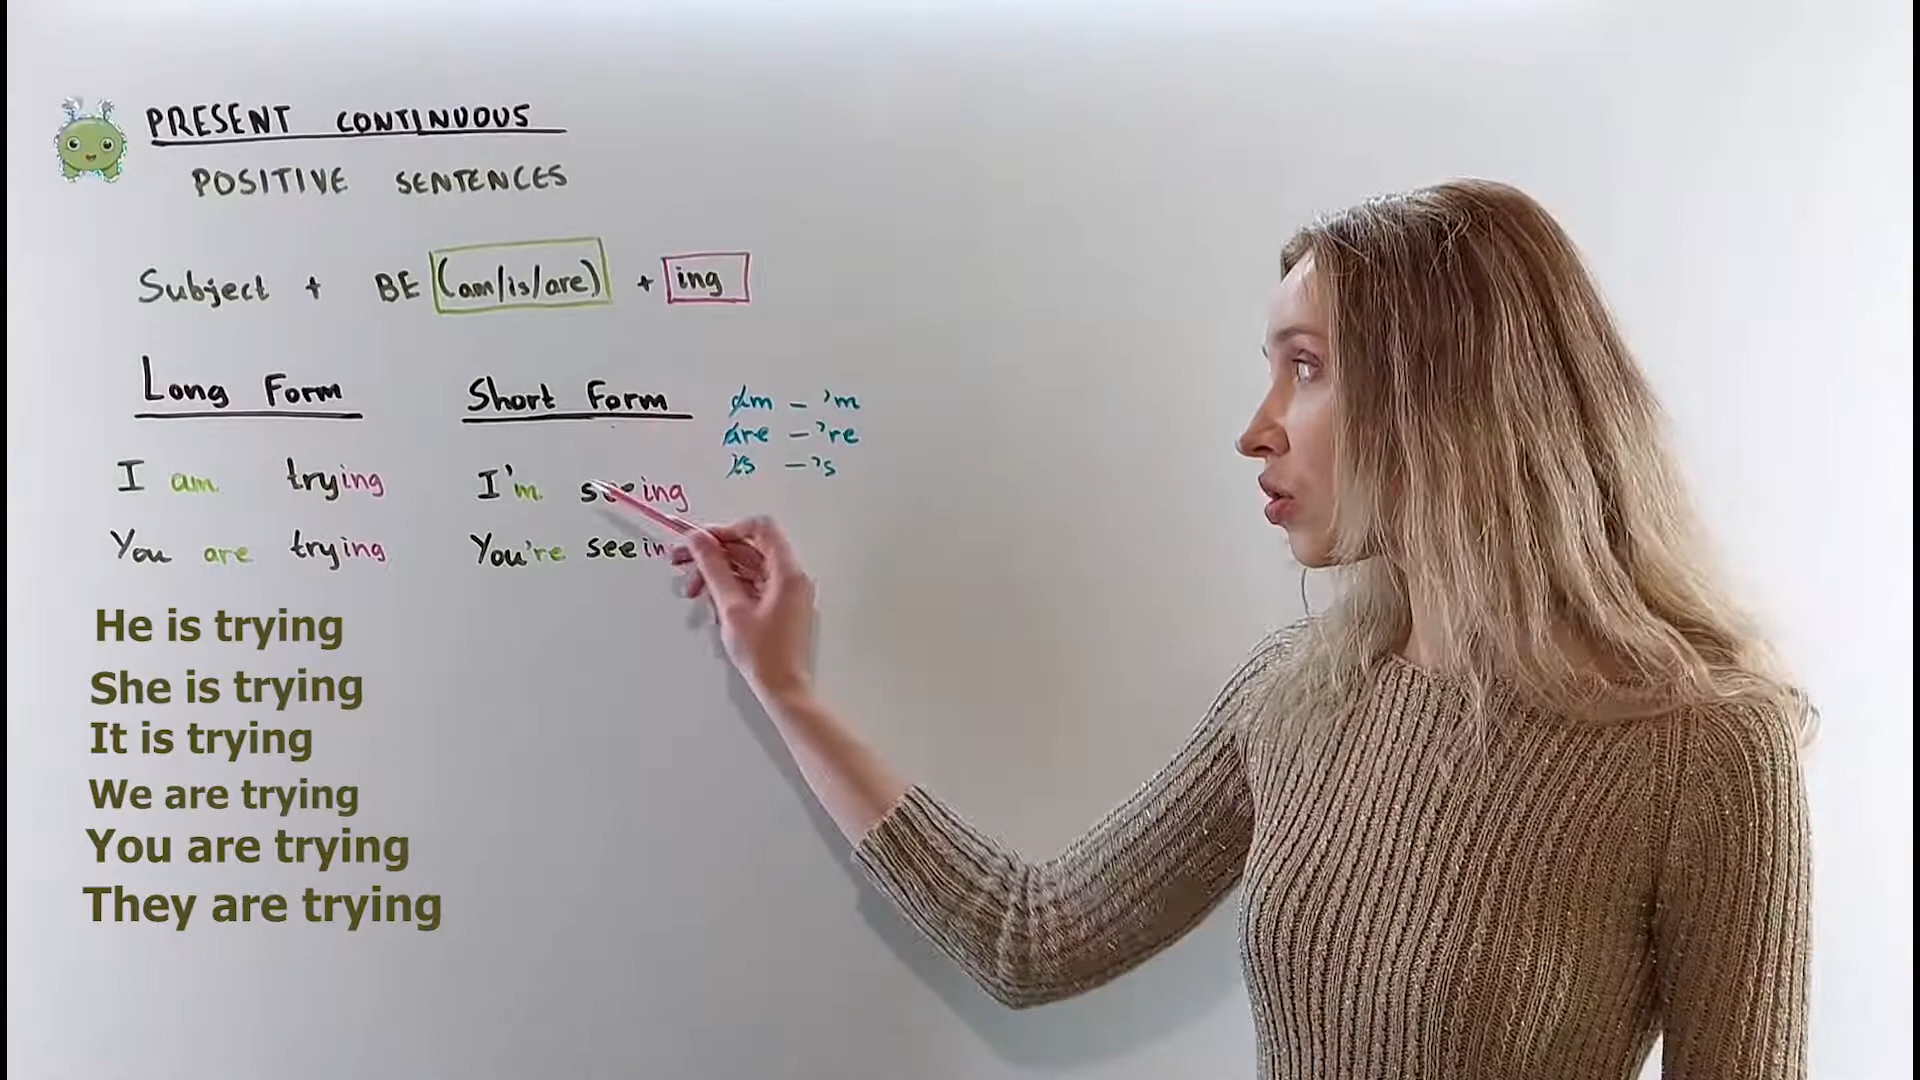 PRESENT CONTINUOUS
POSITIVE SENTENCES
Subject + BE (am/is/are) + ing
Long Form
I am trying
You are trying
He is trying
She is trying
It is trying
We are trying
You are trying
They are trying
Short Form
I'm seeing
You're
am – 'm
are – 're
is – 's